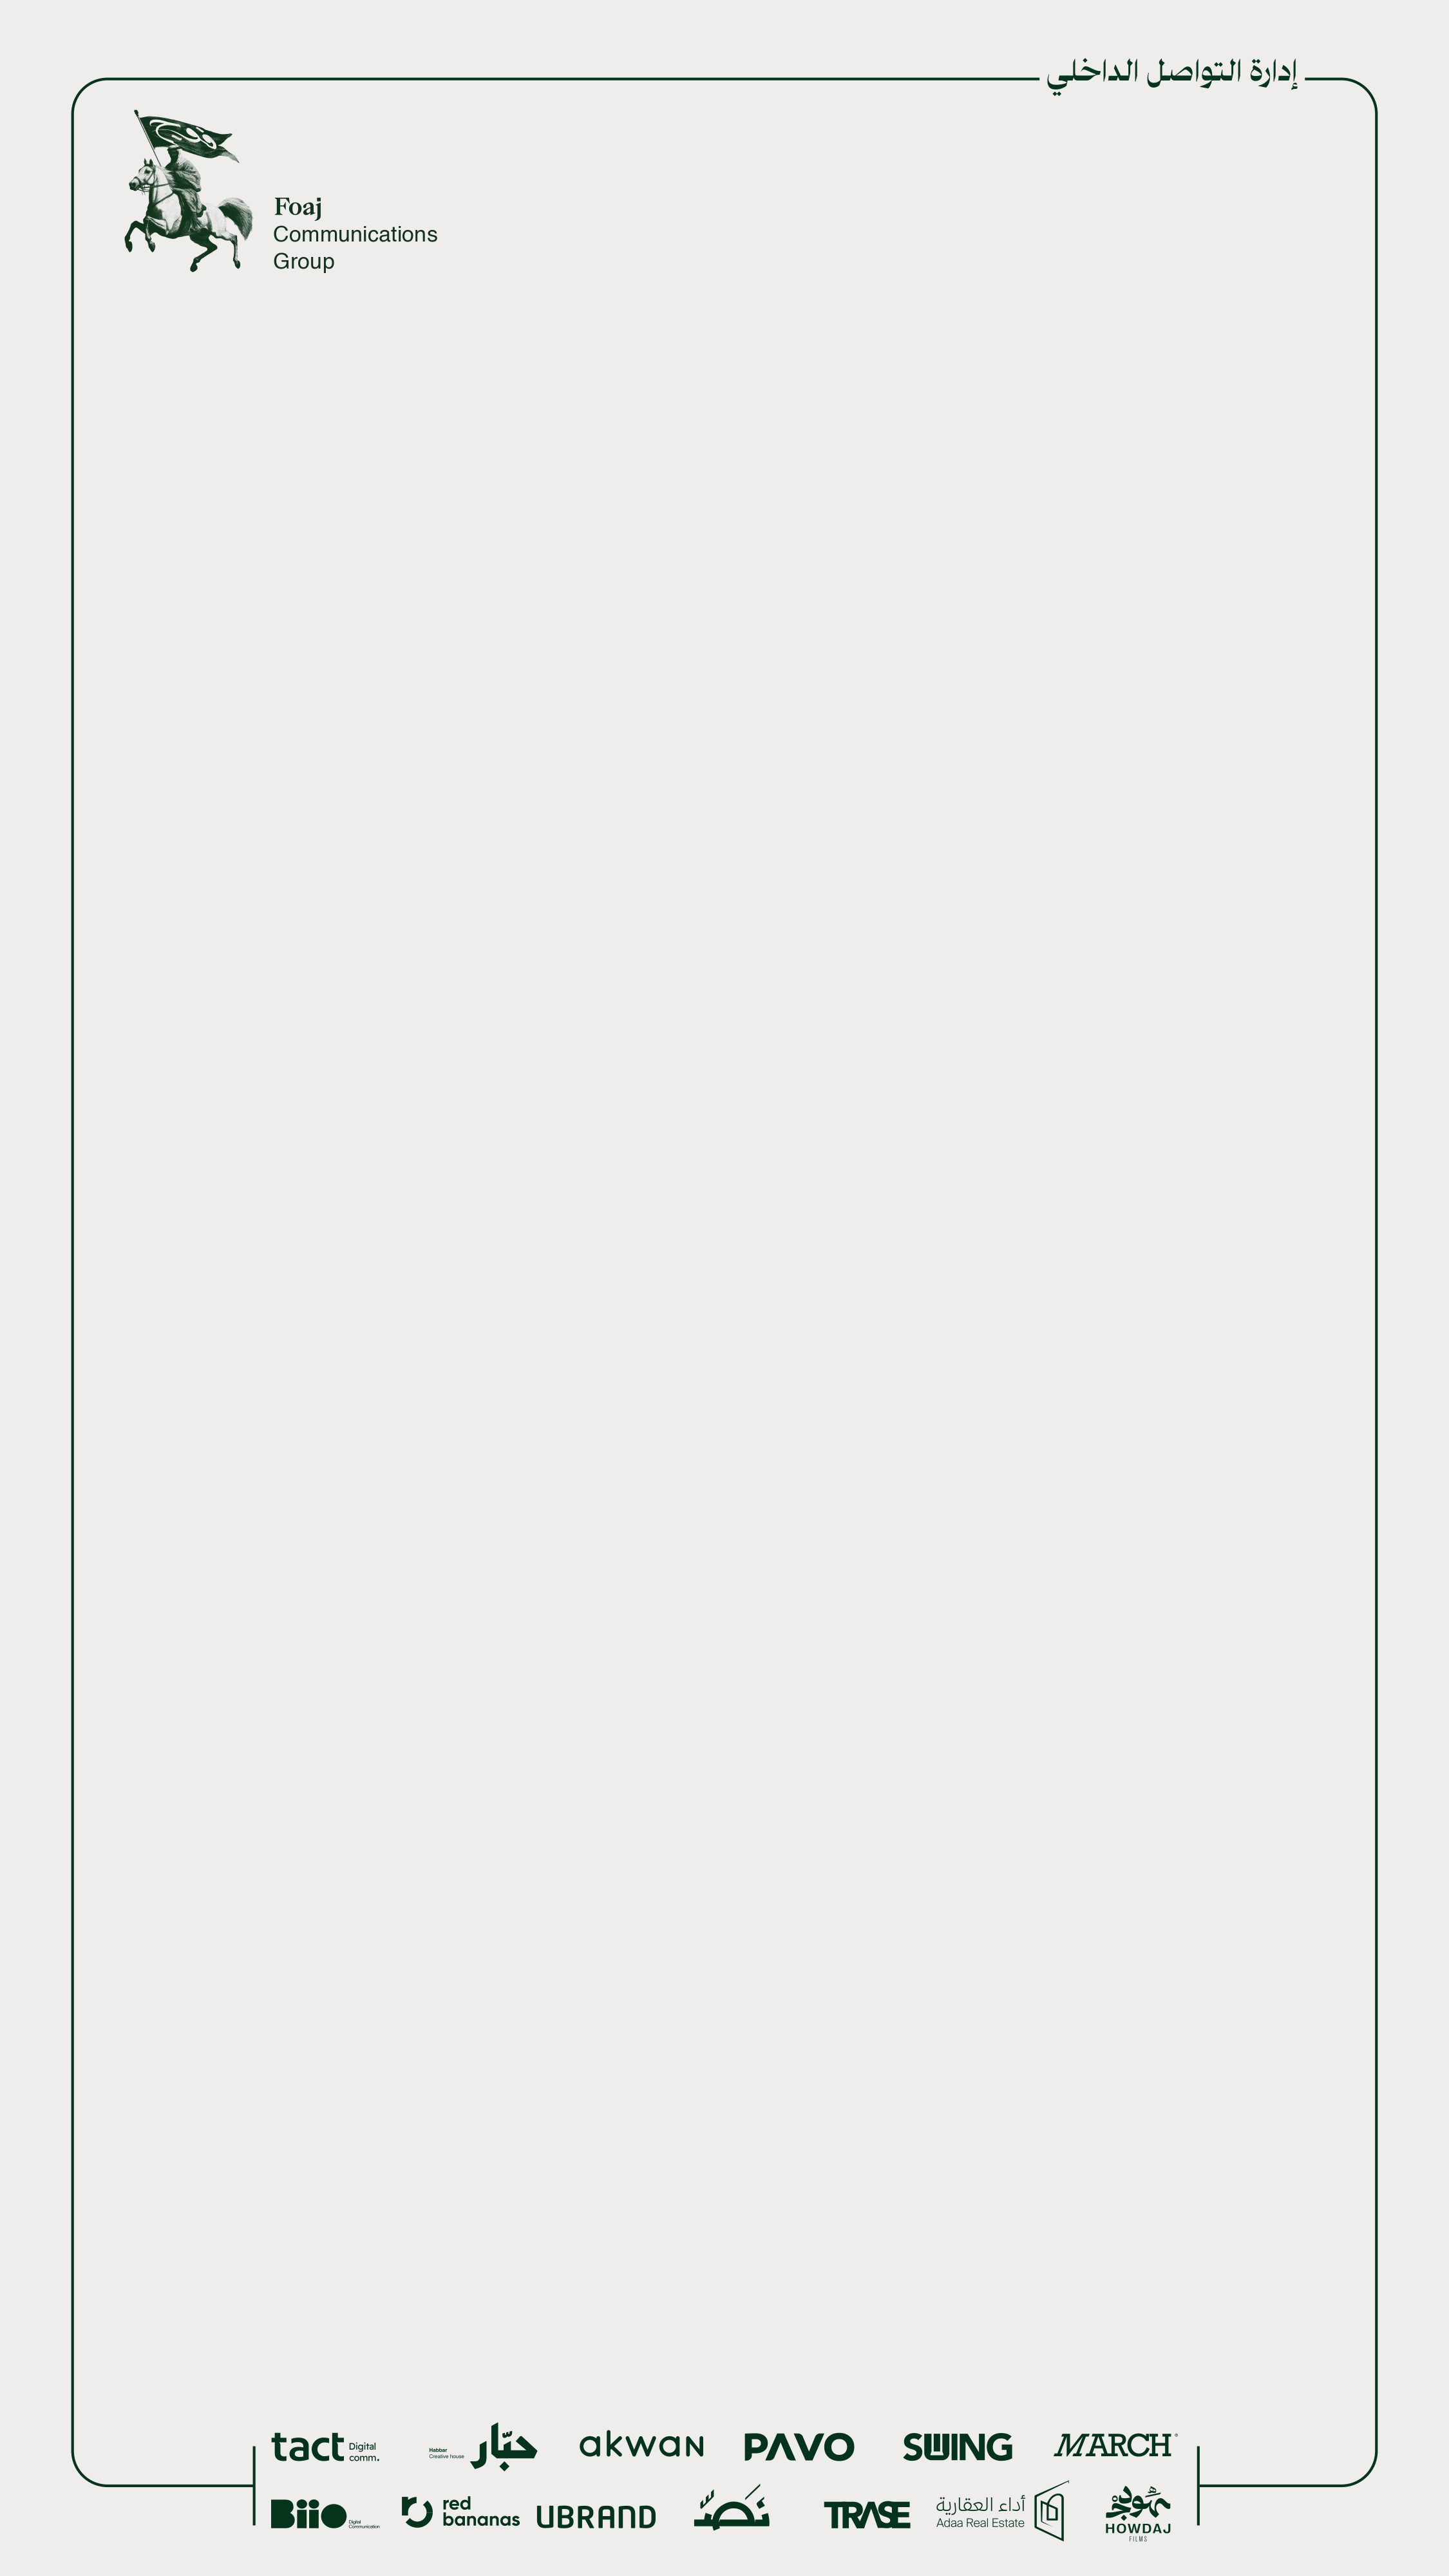 إدارة التواصل الداخلي
Foaj
Communications
Group
tact Digital comm.
Habbar
Creative house
حبّار
akwan
PAVO
SWING
MARCH
Biio Digital Communication
red bananas
UBRAND
TRASE
أداء العقارية
Adaa Real Estate
هودج
HOWDAJ
FILMS